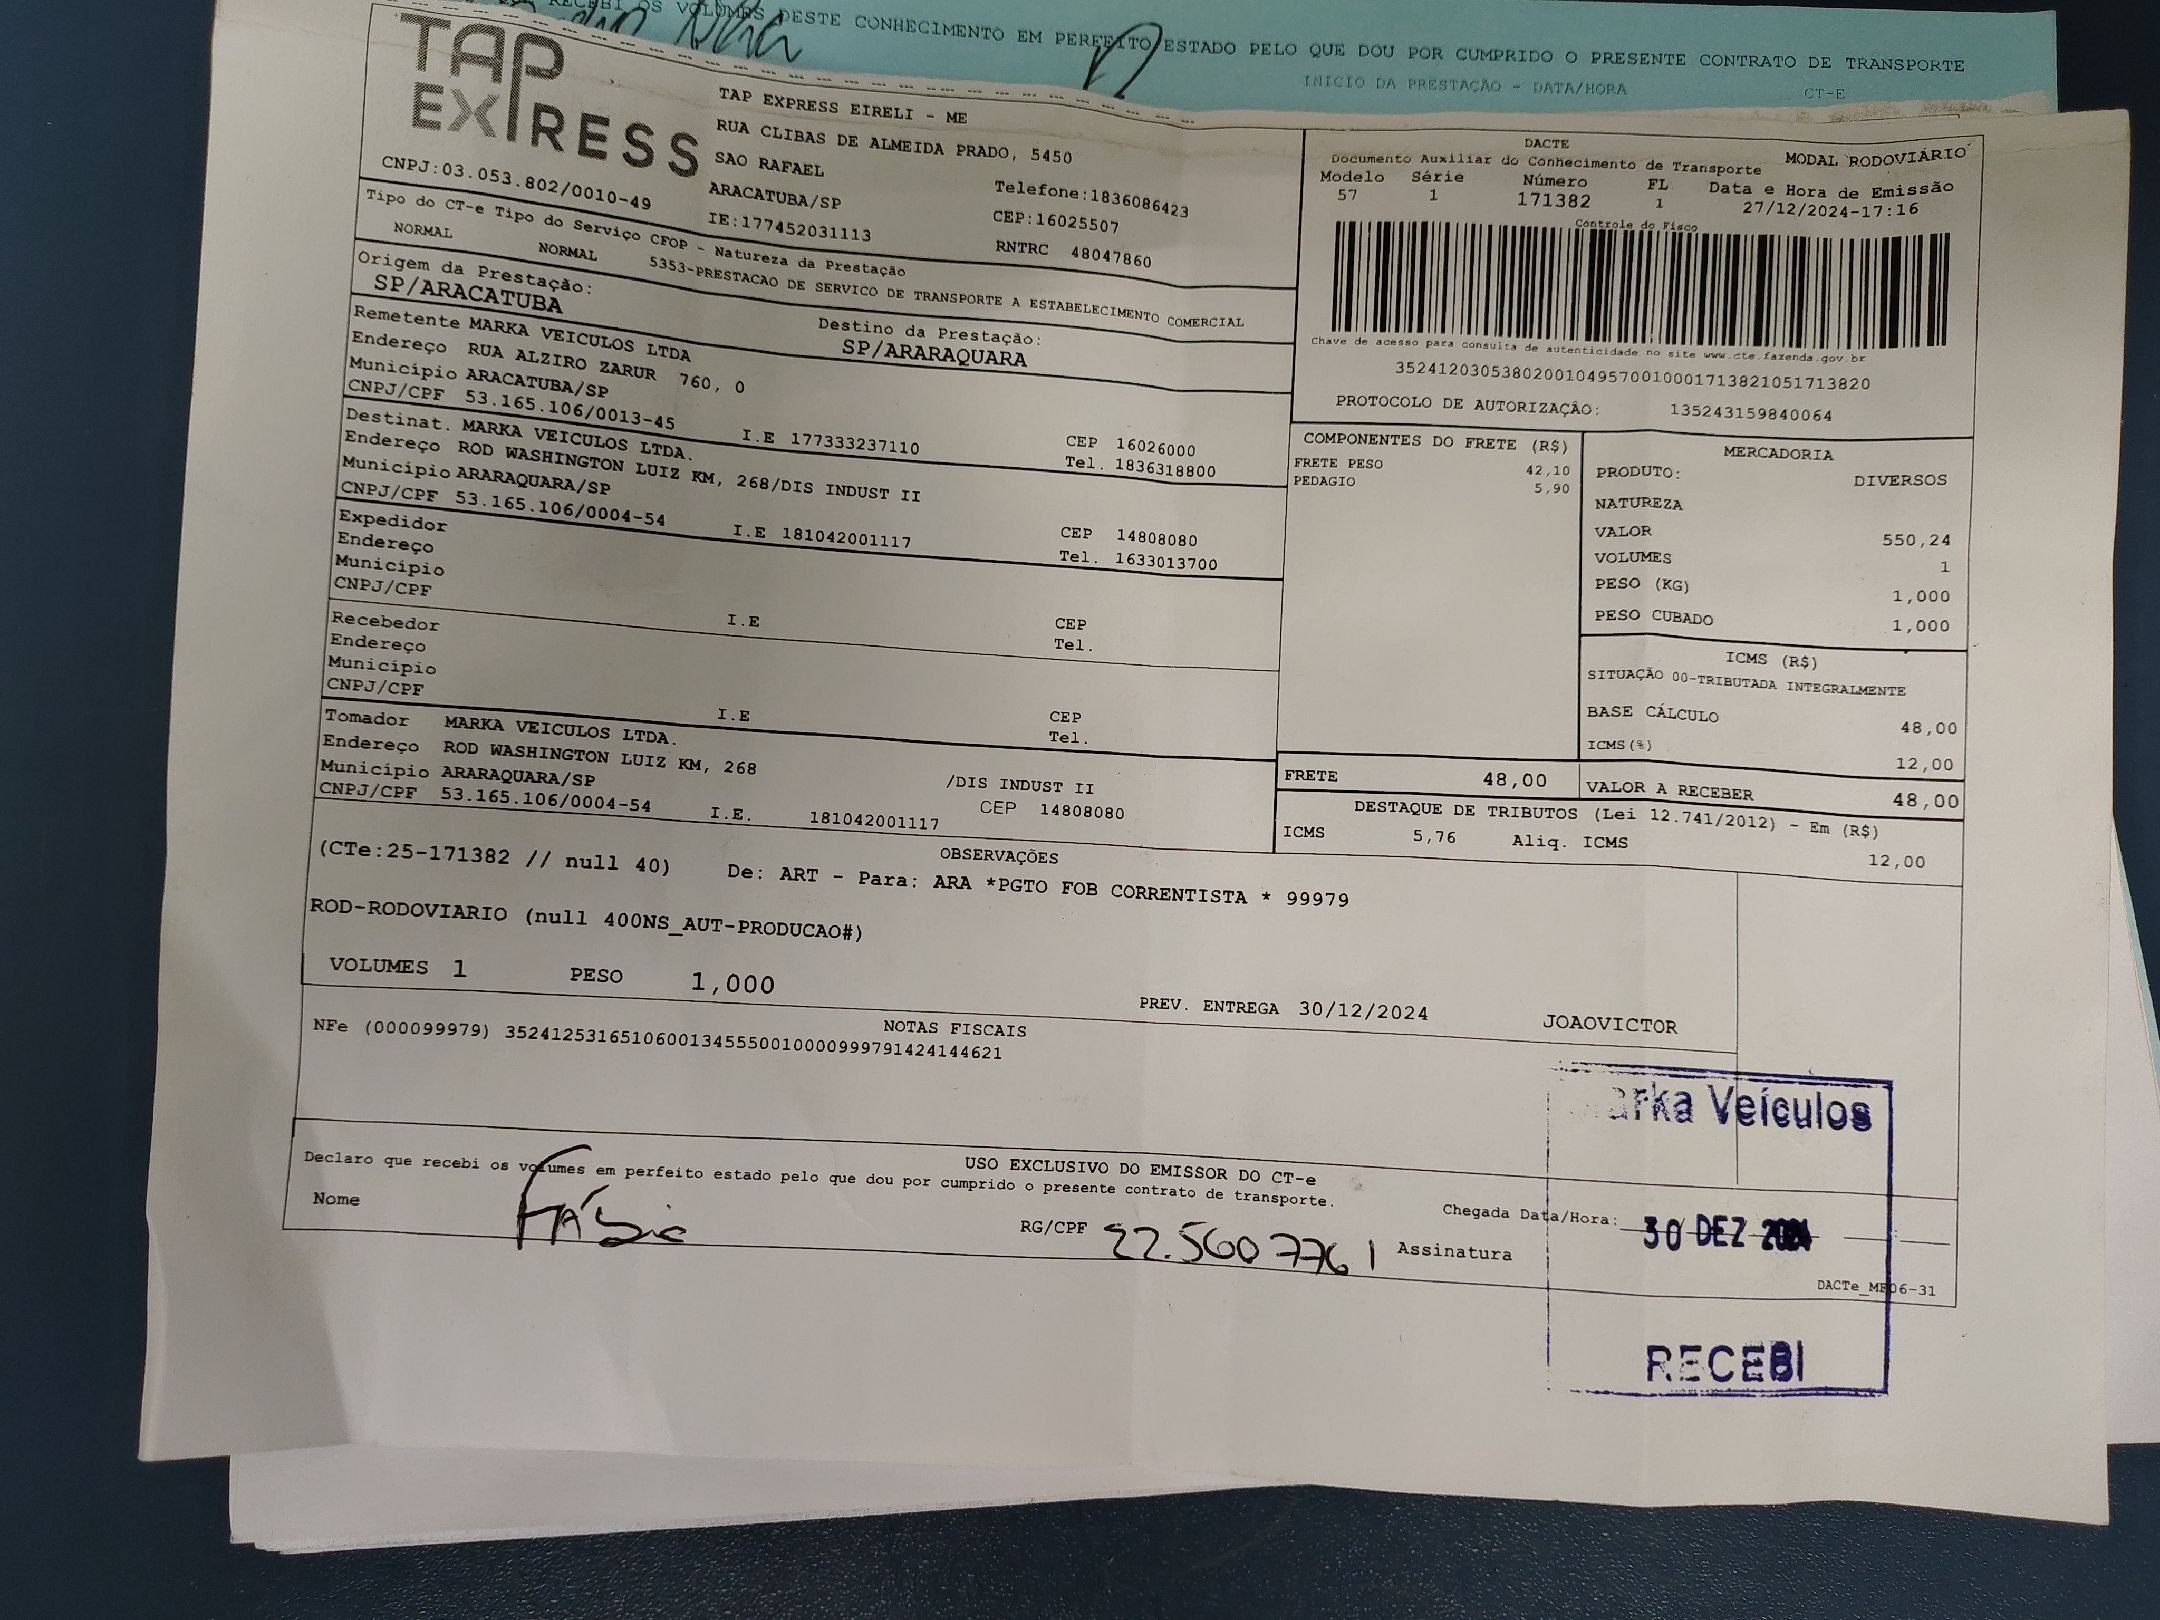 RECEBI OS VOLUMES DESTE CONHECIMENTO EM PERFEITO ESTADO PELO QUE DOU POR CUMPRIDO O PRESENTE CONTRATO DE TRANSPORTE
INÍCIO DA PRESTAÇÃO - DATA/HORA CT-E
TAP EXPRESS
CNPJ:03.053.802/0010-49
TAP EXPRESS EIRELI - ME
RUA CLIBAS DE ALMEIDA PRADO, 5450
SAO RAFAEL
ARACATUBA/SP Telefone:1836086423
IE:177452031113 CEP:16025507
RNTRC 48047860
DACTE
Documento Auxiliar do Conhecimento de Transporte MODAL RODOVIÁRIO
Modelo Série Número FL Data e Hora de Emissão
57 1 171382 1 27/12/2024-17:16
Controle do Fisco
Chave de acesso para consulta de autenticidade no site www.cte.fazenda.gov.br
35241203053802001049570010001713821051713820
PROTOCOLO DE AUTORIZAÇÃO: 135243159840064
Tipo do CT-e Tipo do Serviço CFOP - Natureza da Prestação
NORMAL NORMAL 5353-PRESTACAO DE SERVICO DE TRANSPORTE A ESTABELECIMENTO COMERCIAL
Origem da Prestação: Destino da Prestação:
SP/ARACATUBA SP/ARARAQUARA
Remetente MARKA VEICULOS LTDA
Endereço RUA ALZIRO ZARUR 760, 0
Município ARACATUBA/SP CEP 16026000
CNPJ/CPF 53.165.106/0013-45 I.E 177333237110 Tel. 1836318800
Destinat. MARKA VEICULOS LTDA.
Endereço ROD WASHINGTON LUIZ KM, 268/DIS INDUST II
Município ARARAQUARA/SP CEP 14808080
CNPJ/CPF 53.165.106/0004-54 I.E 181042001117 Tel. 1633013700
Expedidor
Endereço
Município CEP
CNPJ/CPF I.E Tel.
Recebedor
Endereço
Município CEP
CNPJ/CPF I.E Tel.
Tomador MARKA VEICULOS LTDA.
Endereço ROD WASHINGTON LUIZ KM, 268 /DIS INDUST II
Município ARARAQUARA/SP CEP 14808080
CNPJ/CPF 53.165.106/0004-54 I.E. 181042001117
COMPONENTES DO FRETE (R$)
FRETE PESO 42,10
PEDAGIO 5,90
MERCADORIA
PRODUTO: DIVERSOS
NATUREZA
VALOR 550,24
VOLUMES 1
PESO (KG) 1,000
PESO CUBADO 1,000
ICMS (R$)
SITUAÇÃO 00-TRIBUTADA INTEGRALMENTE
BASE CÁLCULO 48,00
ICMS(%) 12,00
FRETE 48,00 VALOR A RECEBER 48,00
DESTAQUE DE TRIBUTOS (Lei 12.741/2012) - Em (R$)
ICMS 5,76 Aliq. ICMS 12,00
OBSERVAÇÕES
(CTe:25-171382 // null 40) De: ART - Para: ARA *PGTO FOB CORRENTISTA * 99979
ROD-RODOVIARIO (null 400NS_AUT-PRODUCAO#)
VOLUMES 1 PESO 1,000 PREV. ENTREGA 30/12/2024 JOAOVICTOR
NOTAS FISCAIS
NFe (000099979) 35241253165106001345550010000999791424144621
USO EXCLUSIVO DO EMISSOR DO CT-e
Declaro que recebi os volumes em perfeito estado pelo que dou por cumprido o presente contrato de transporte.
Nome FÁBio RG/CPF 22.5607761 Assinatura
Chegada Data/Hora:
DACTe_MF06-31
Marka Veículos
30 DEZ 2024
RECEBI